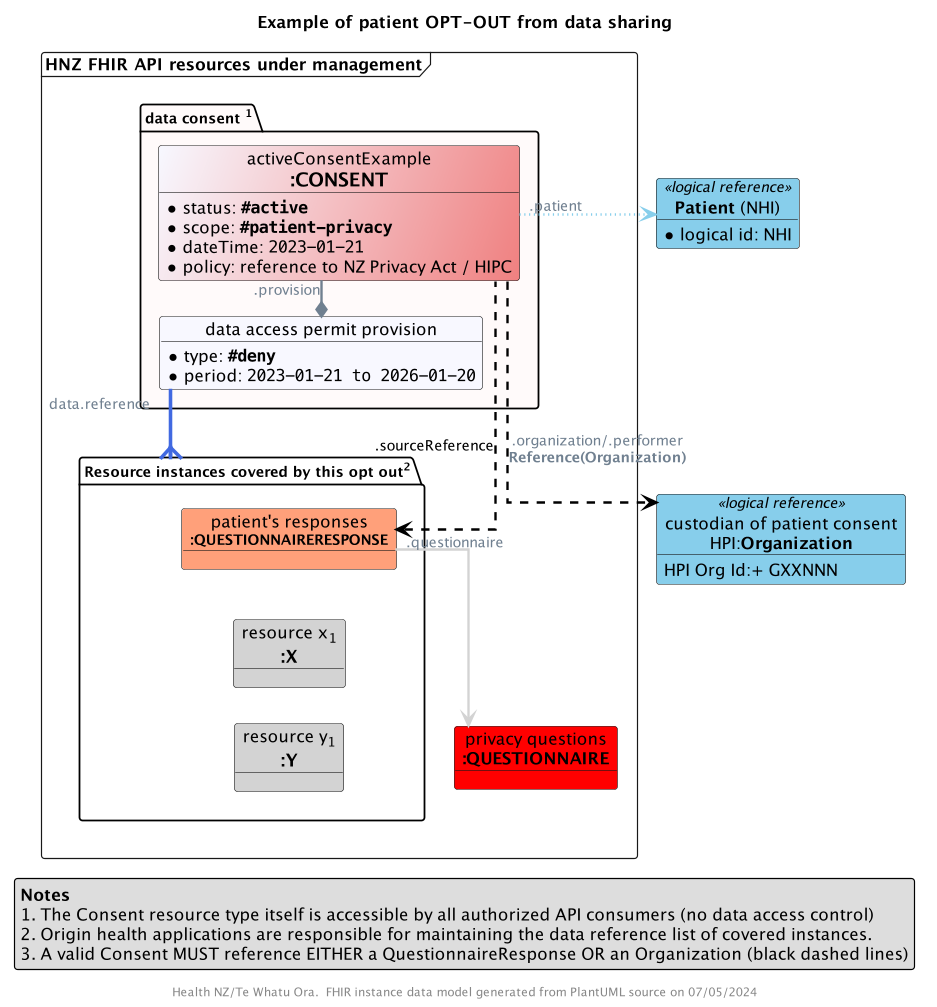 Example of patient OPT-OUT from data sharing
HNZ FHIR API resources under management
data consent 1
activeConsentExample
:CONSENT
• status: #active
• scope: #patient-privacy
• dateTime: 2023-01-21
• policy: reference to NZ Privacy Act / HIPC
.patient
«logical reference»
Patient (NHI)
• logical id: NHI
.provision
data access permit provision
• type: #deny
• period: 2023-01-21 to 2026-01-20
data.reference
.sourceReference
.organization/.performer
Reference(Organization)
Resource instances covered by this opt out2
patient's responses
:QUESTIONNAIRERESPONSE
.questionnaire
«logical reference»
custodian of patient consent
HPI:Organization
HPI Org Id:+ GXXNNN
resource x1
:X
resource y1
:Y
privacy questions
:QUESTIONNAIRE
Notes
1. The Consent resource type itself is accessible by all authorized API consumers (no data access control)
2. Origin health applications are responsible for maintaining the data reference list of covered instances.
3. A valid Consent MUST reference EITHER a QuestionnaireResponse OR an Organization (black dashed lines)
Health NZ/Te Whatu Ora.  FHIR instance data model generated from PlantUML source on 07/05/2024